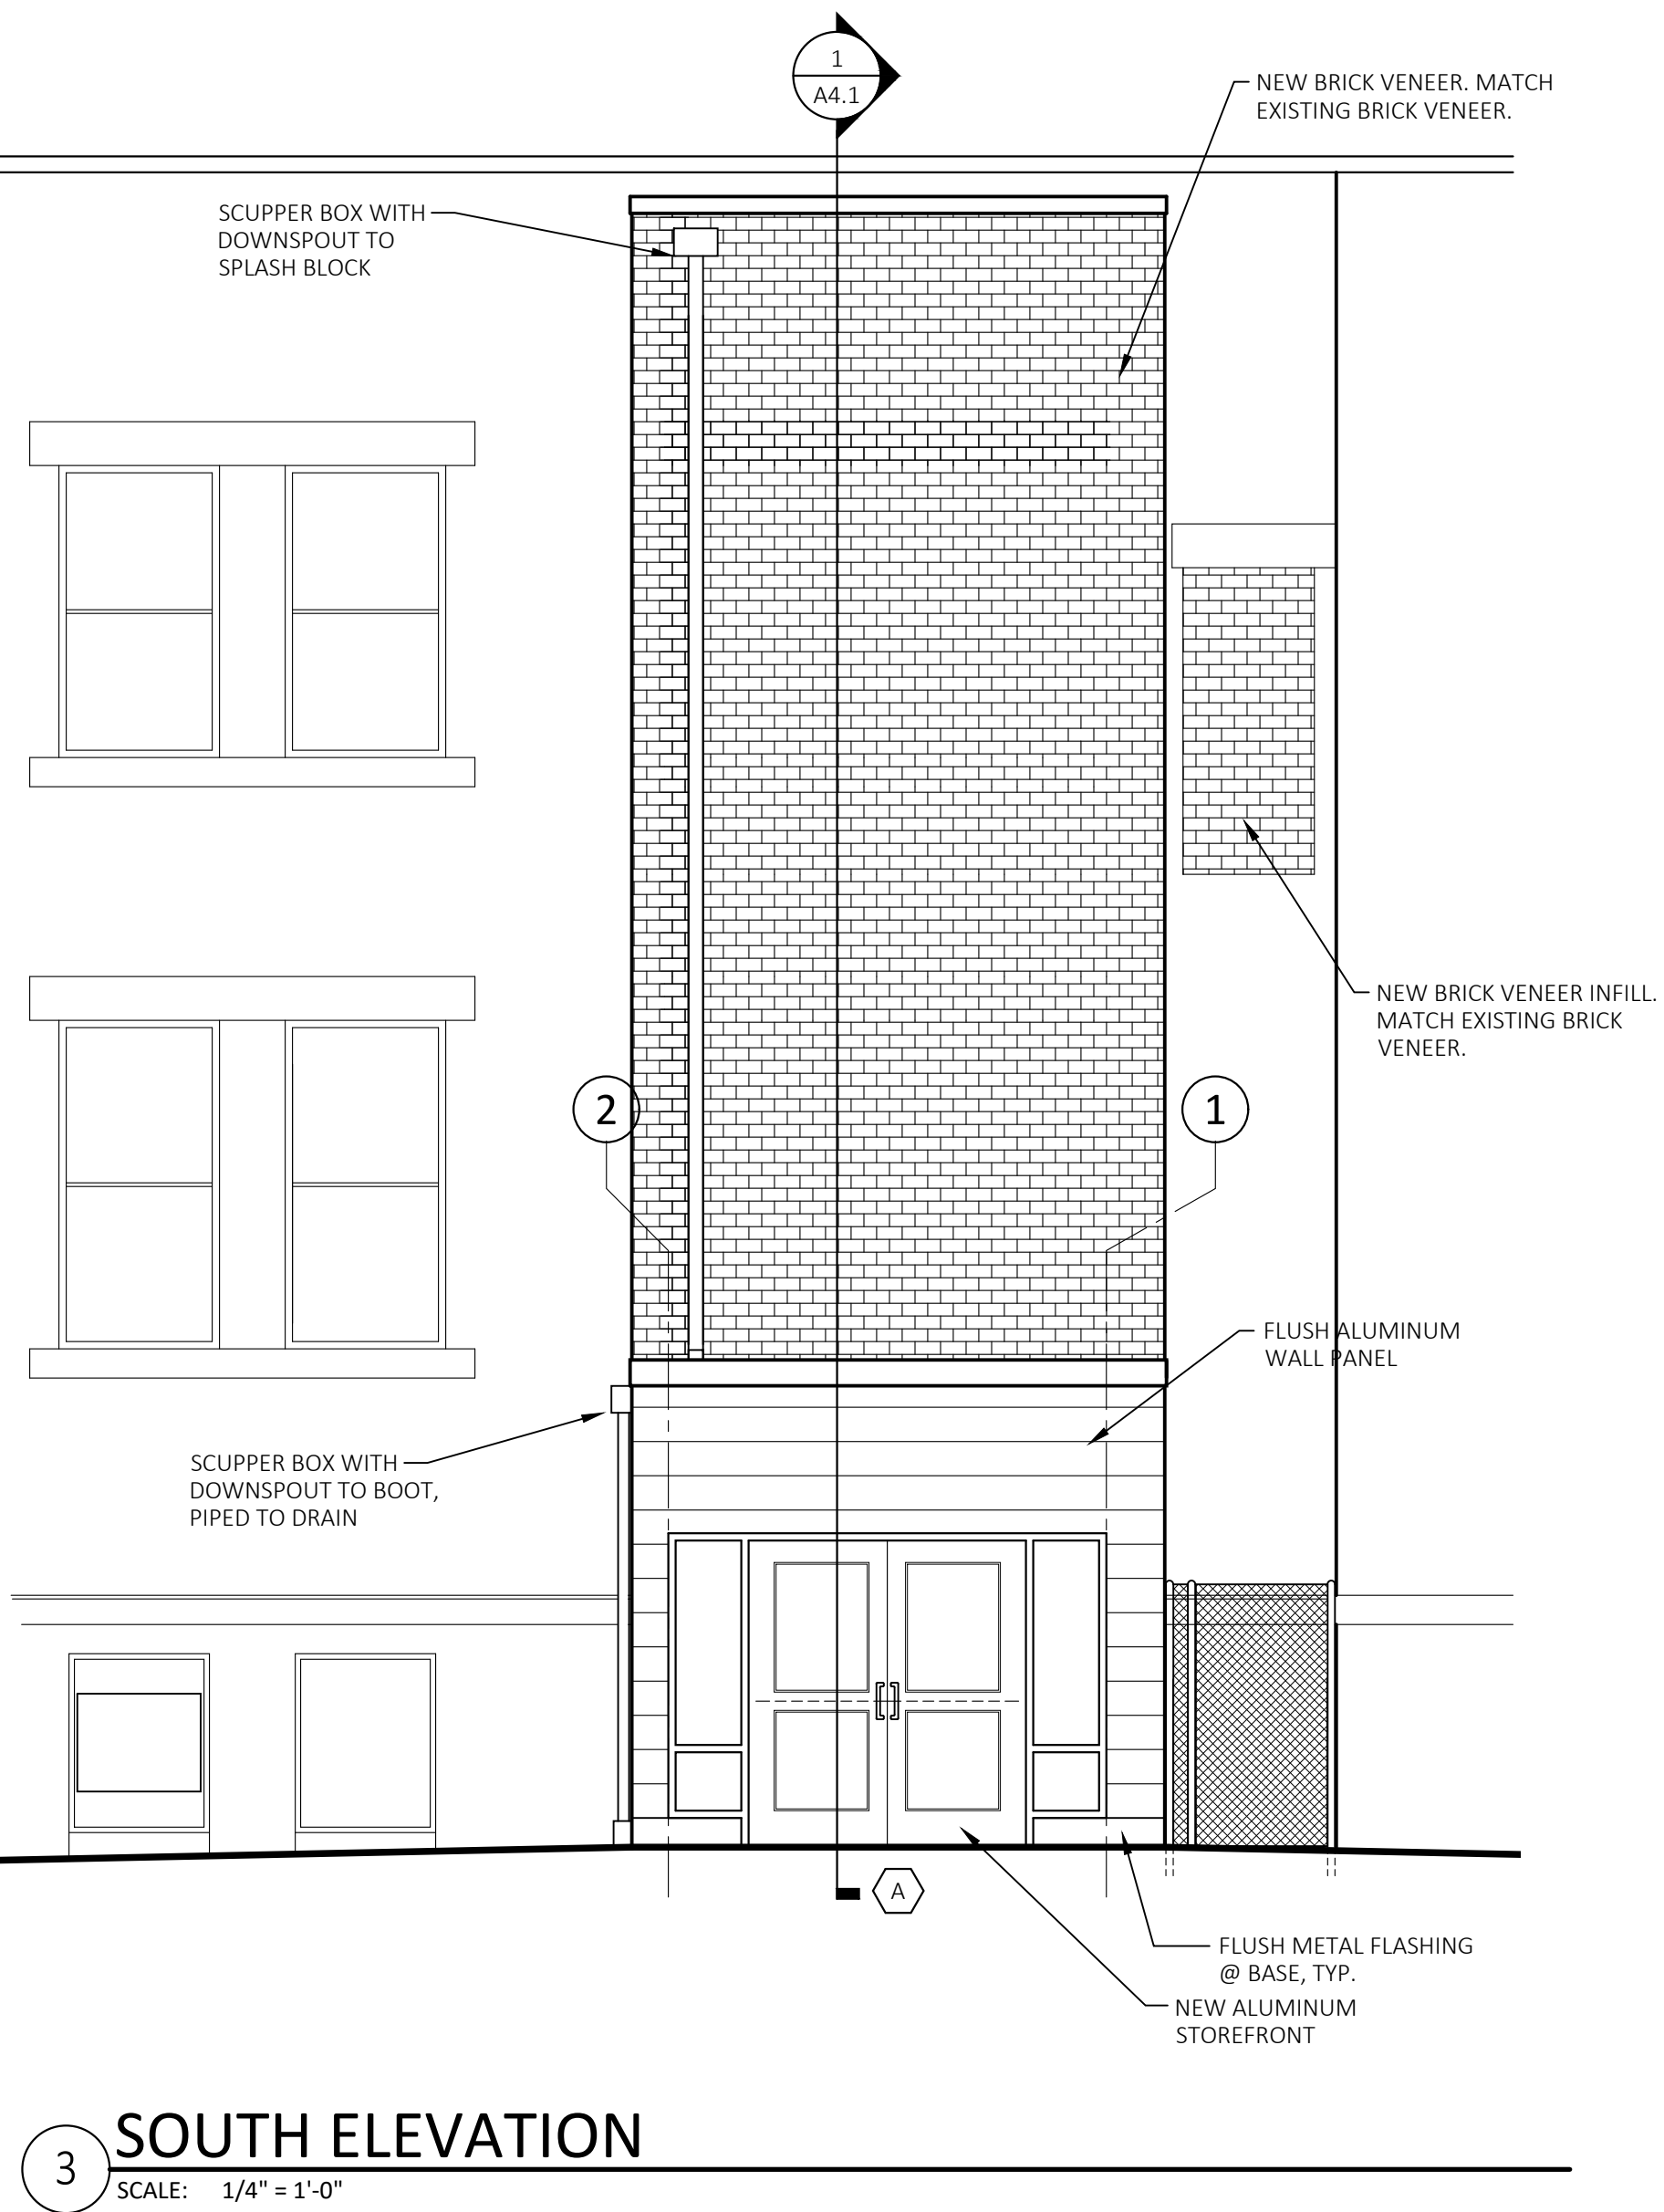 1
A4.1
NEW BRICK VENEER. MATCH
EXISTING BRICK VENEER.
SCUPPER BOX WITH
DOWNSPOUT TO
SPLASH BLOCK
NEW BRICK VENEER INFILL.
MATCH EXISTING BRICK
VENEER.
2
1
FLUSH ALUMINUM
WALL PANEL
SCUPPER BOX WITH
DOWNSPOUT TO BOOT,
PIPED TO DRAIN
A
FLUSH METAL FLASHING
@ BASE, TYP.
NEW ALUMINUM
STOREFRONT
3
SOUTH ELEVATION
SCALE: 1/4" = 1'-0"